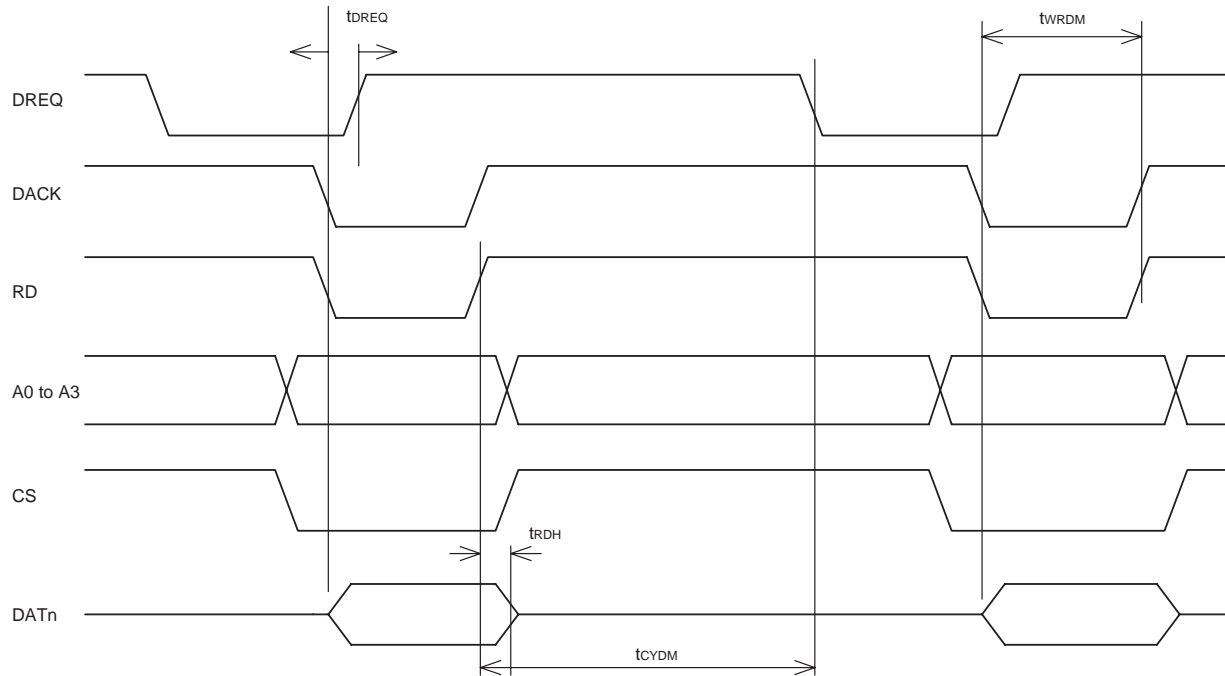 tDREQ
tWRDM
DREQ
DACK
RD
A0 to A3
CS
tRDH
DATn
tCYDM